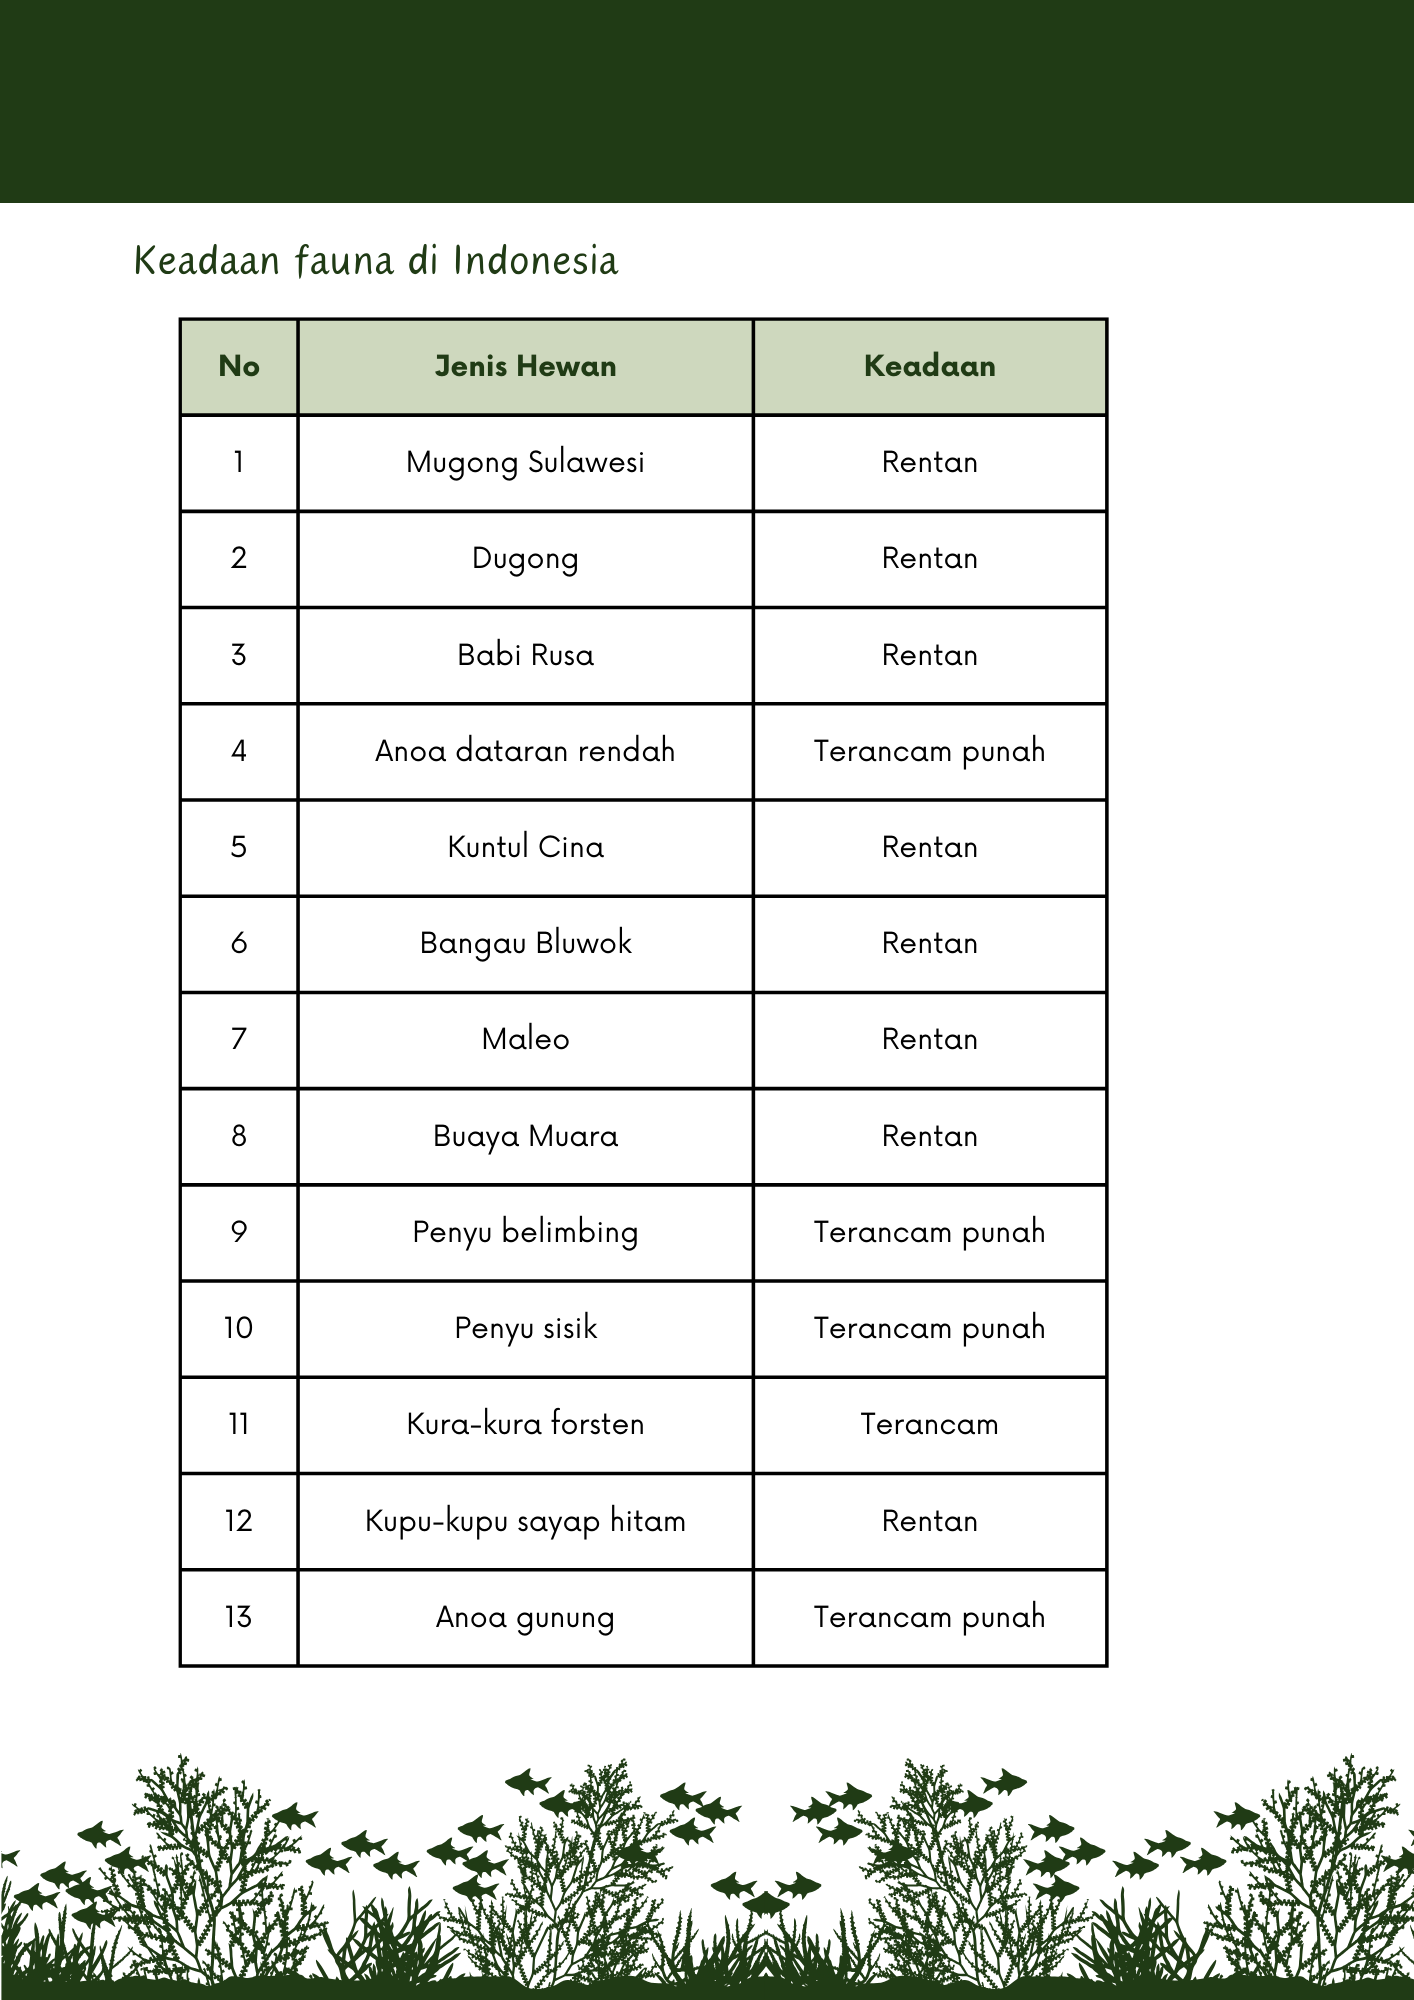 Keadaan fauna di Indonesia
No Jenis Hewan Keadaan
1 Mugong Sulawesi Rentan
2 Dugong Rentan
3 Babi Rusa Rentan
4 Anoa dataran rendah Terancam punah
5 Kuntul Cina Rentan
6 Bangau Bluwok Rentan
7 Maleo Rentan
8 Buaya Muara Rentan
9 Penyu belimbing Terancam punah
10 Penyu sisik Terancam punah
11 Kura-kura forsten Terancam
12 Kupu-kupu sayap hitam Rentan
13 Anoa gunung Terancam punah